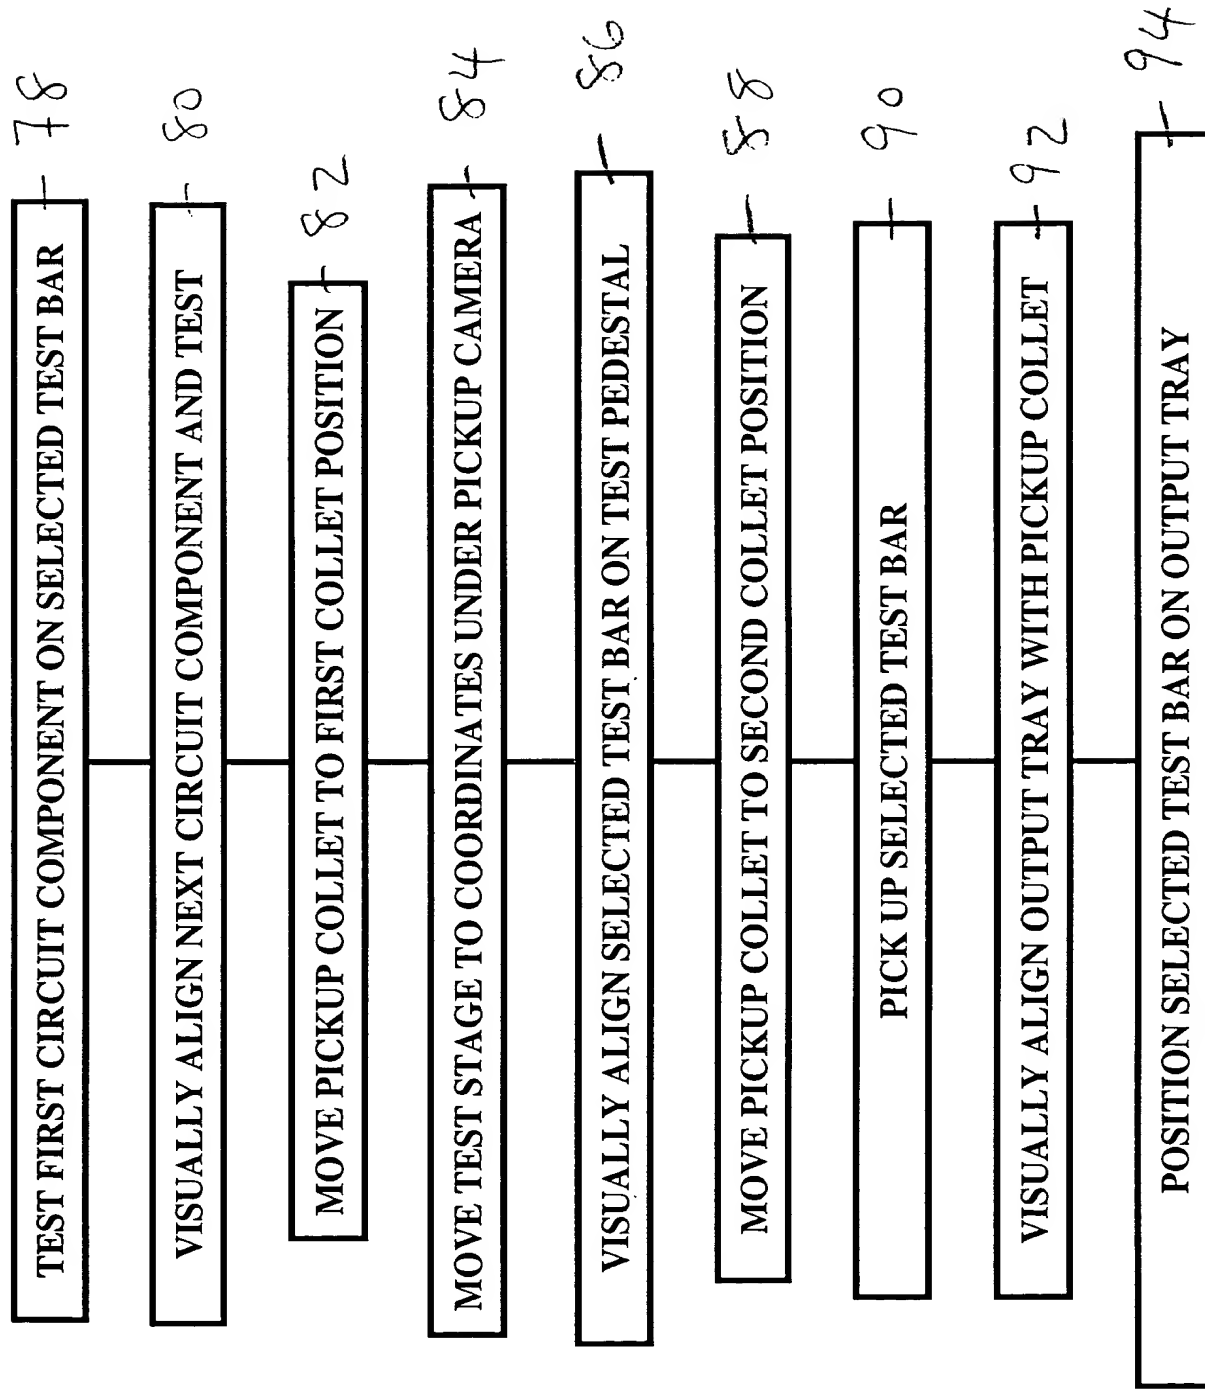 TEST FIRST CIRCUIT COMPONENT ON SELECTED TEST BAR 78
VISUALLY ALIGN NEXT CIRCUIT COMPONENT AND TEST 80
MOVE PICKUP COLLET TO FIRST COLLET POSITION 82
MOVE TEST STAGE TO COORDINATES UNDER PICKUP CAMERA 84
VISUALLY ALIGN SELECTED TEST BAR ON TEST PEDESTAL 86
MOVE PICKUP COLLET TO SECOND COLLET POSITION 88
PICK UP SELECTED TEST BAR 90
VISUALLY ALIGN OUTPUT TRAY WITH PICKUP COLLET 92
POSITION SELECTED TEST BAR ON OUTPUT TRAY 94